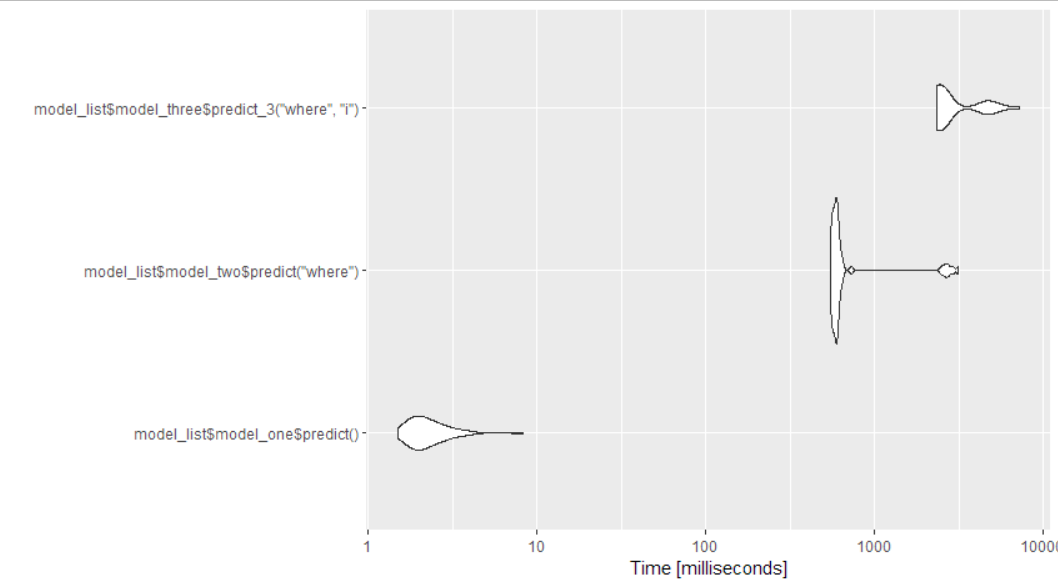 model_list$model_three$predict_3("where", "i")
model_list$model_two$predict("where")
model_list$model_one$predict()
1 10 100 1000 10000
Time [milliseconds]